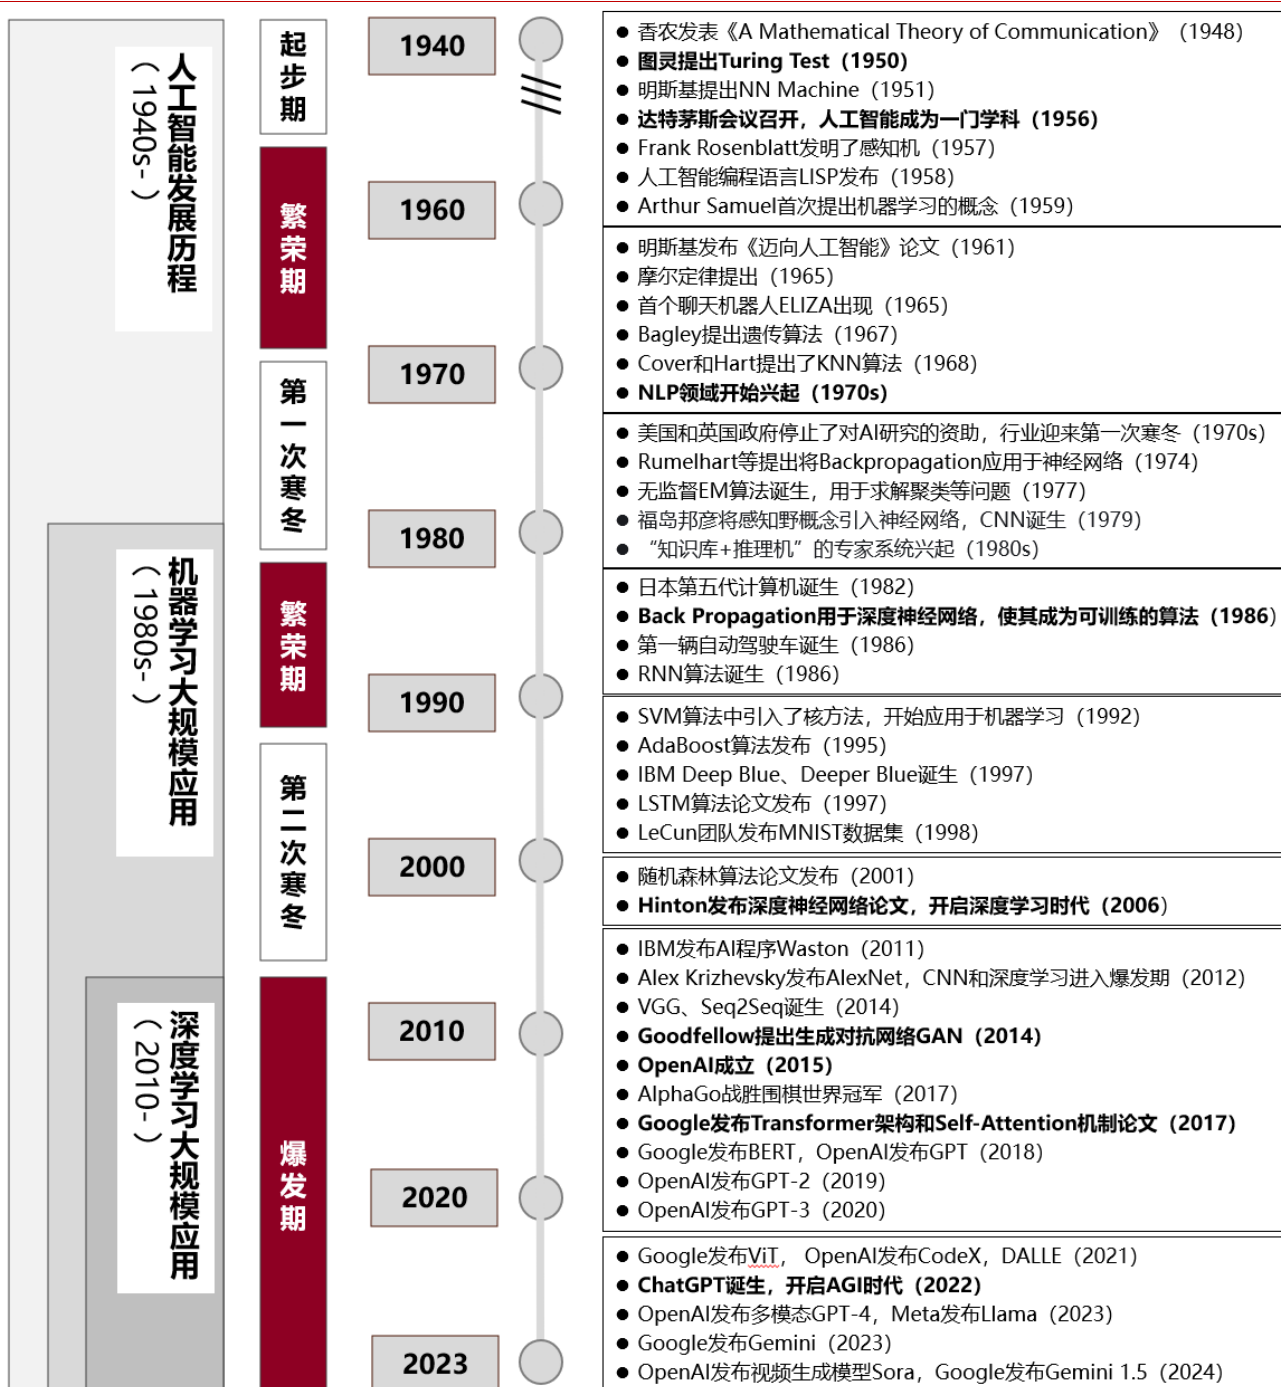 人工智能发展历程
（1940s-）
机器学习大规模应用
（1980s-）
深度学习大规模应用
（2010-）
起步期
繁荣期
第一次寒冬
繁荣期
第二次寒冬
爆发期
1940
1960
1970
1980
1990
2000
2010
2020
2023
● 香农发表《A Mathematical Theory of Communication》（1948）
● 图灵提出Turing Test（1950）
● 明斯基提出NN Machine（1951）
● 达特茅斯会议召开，人工智能成为一门学科（1956）
● Frank Rosenblatt发明了感知机（1957）
● 人工智能编程语言LISP发布（1958）
● Arthur Samuel首次提出机器学习的概念（1959）
● 明斯基发布《迈向人工智能》论文（1961）
● 摩尔定律提出（1965）
● 首个聊天机器人ELIZA出现（1965）
● Bagley提出遗传算法（1967）
● Cover和Hart提出了KNN算法（1968）
● NLP领域开始兴起（1970s）
● 美国和英国政府停止了对AI研究的资助，行业迎来第一次寒冬（1970s）
● Rumelhart等提出将Backpropagation应用于神经网络（1974）
● 无监督EM算法诞生，用于求解聚类等问题（1977）
● 福岛邦彦将感知野概念引入神经网络，CNN诞生（1979）
● “知识库+推理机”的专家系统兴起（1980s）
● 日本第五代计算机诞生（1982）
● Back Propagation用于深度神经网络，使其成为可训练的算法（1986）
● 第一辆自动驾驶车诞生（1986）
● RNN算法诞生（1986）
● SVM算法中引入了核方法，开始应用于机器学习（1992）
● AdaBoost算法发布（1995）
● IBM Deep Blue、Deeper Blue诞生（1997）
● LSTM算法论文发布（1997）
● LeCun团队发布MNIST数据集（1998）
● 随机森林算法论文发布（2001）
● Hinton发布深度神经网络论文，开启深度学习时代（2006）
● IBM发布AI程序Waston（2011）
● Alex Krizhevsky发布AlexNet，CNN和深度学习进入爆发期（2012）
● VGG、Seq2Seq诞生（2014）
● Goodfellow提出生成对抗网络GAN（2014）
● OpenAI成立（2015）
● AlphaGo战胜围棋世界冠军（2017）
● Google发布Transformer架构和Self-Attention机制论文（2017）
● Google发布BERT，OpenAI发布GPT（2018）
● OpenAI发布GPT-2（2019）
● OpenAI发布GPT-3（2020）
● Google发布ViT， OpenAI发布CodeX，DALLE（2021）
● ChatGPT诞生，开启AGI时代（2022）
● OpenAI发布多模态GPT-4，Meta发布Llama（2023）
● Google发布Gemini（2023）
● OpenAI发布视频生成模型Sora，Google发布Gemini 1.5（2024）